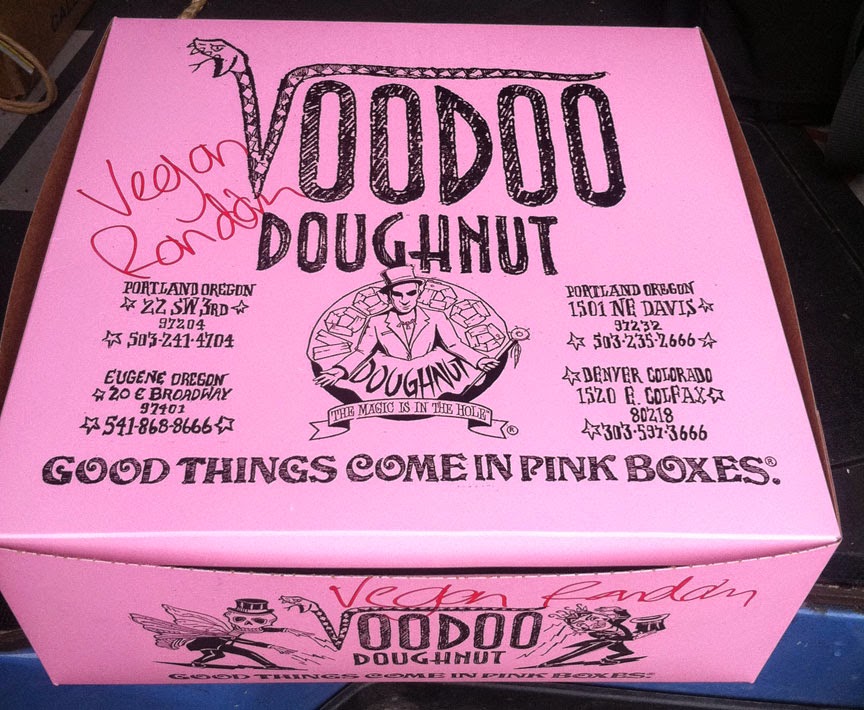 VOODOO
DOUGHNUT
Vegan
Random
PORTLAND OREGON
22 SW 3RD
97204
503-241-4704
EUGENE OREGON
20 E BROADWAY
97401
541-868-8666
DOUGHNUT
THE MAGIC IS IN THE HOLE
®
PORTLAND OREGON
1501 NE DAVIS
97232
503-235-2666
DENVER COLORADO
1520 E. COLFAX
80218
303-597-3666
GOOD THINGS COME IN PINK BOXES.®
Vegan Random
VOODOO
DOUGHNUT
GOOD THINGS COME IN PINK BOXES.